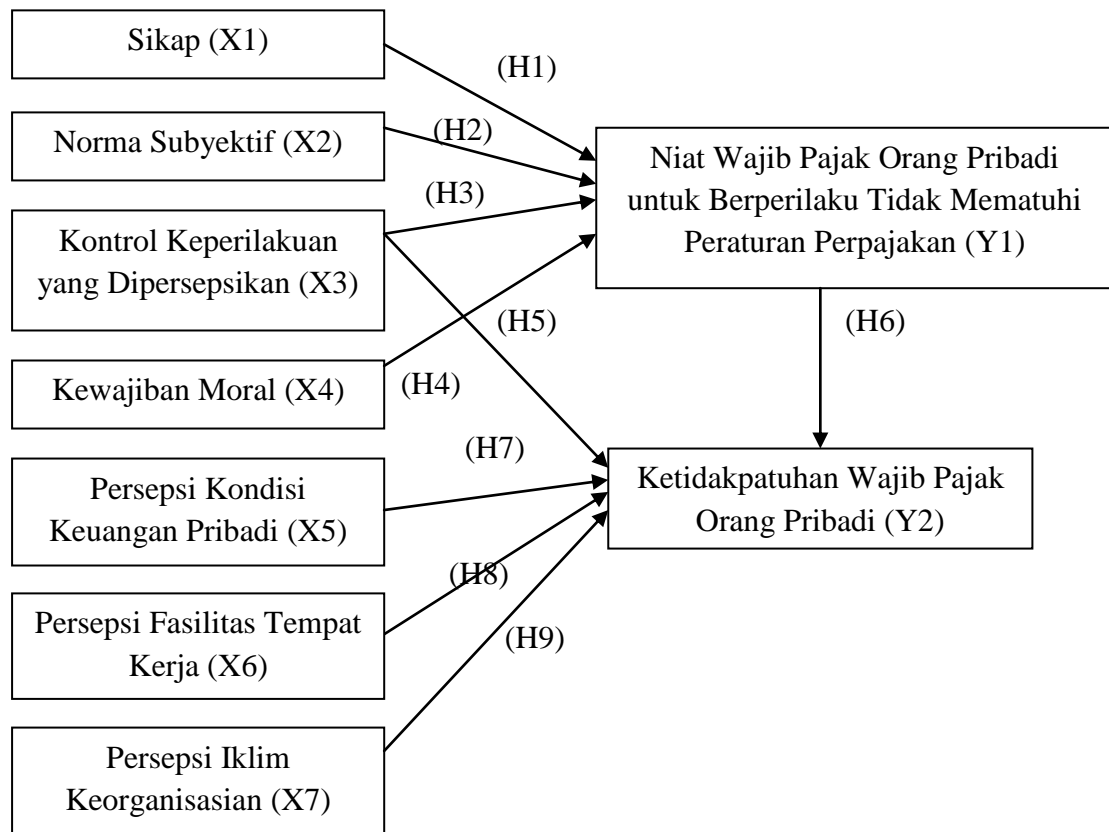 Sikap (X1)
(H1)
Norma Subyektif (X2)
(H2)
Niat Wajib Pajak Orang Pribadi
untuk Berperilaku Tidak Mematuhi
Peraturan Perpajakan (Y1)
(H3)
Kontrol Keperilakuan
yang Dipersepsikan (X3)
(H5)
(H6)
Kewajiban Moral (X4)
(H4)
(H7)
Persepsi Kondisi
Keuangan Pribadi (X5)
Ketidakpatuhan Wajib Pajak
Orang Pribadi (Y2)
(H8)
Persepsi Fasilitas Tempat
Kerja (X6)
(H9)
Persepsi Iklim
Keorganisasian (X7)